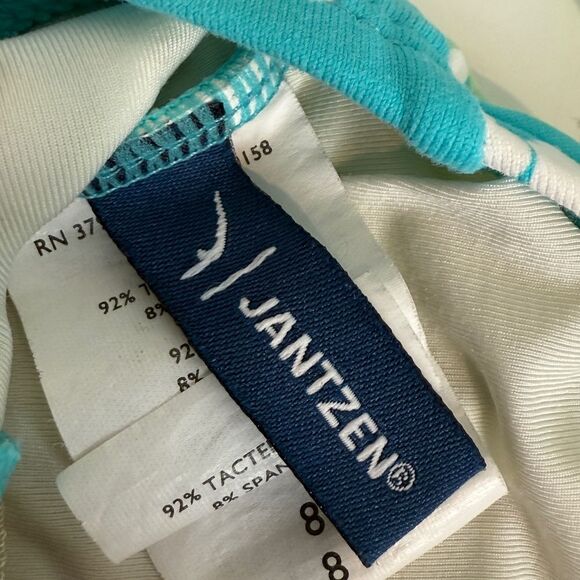 158
RN 37
92% T
8%
92
8%
JANTZEN®
92% TACTE
8% SPAN
8
8